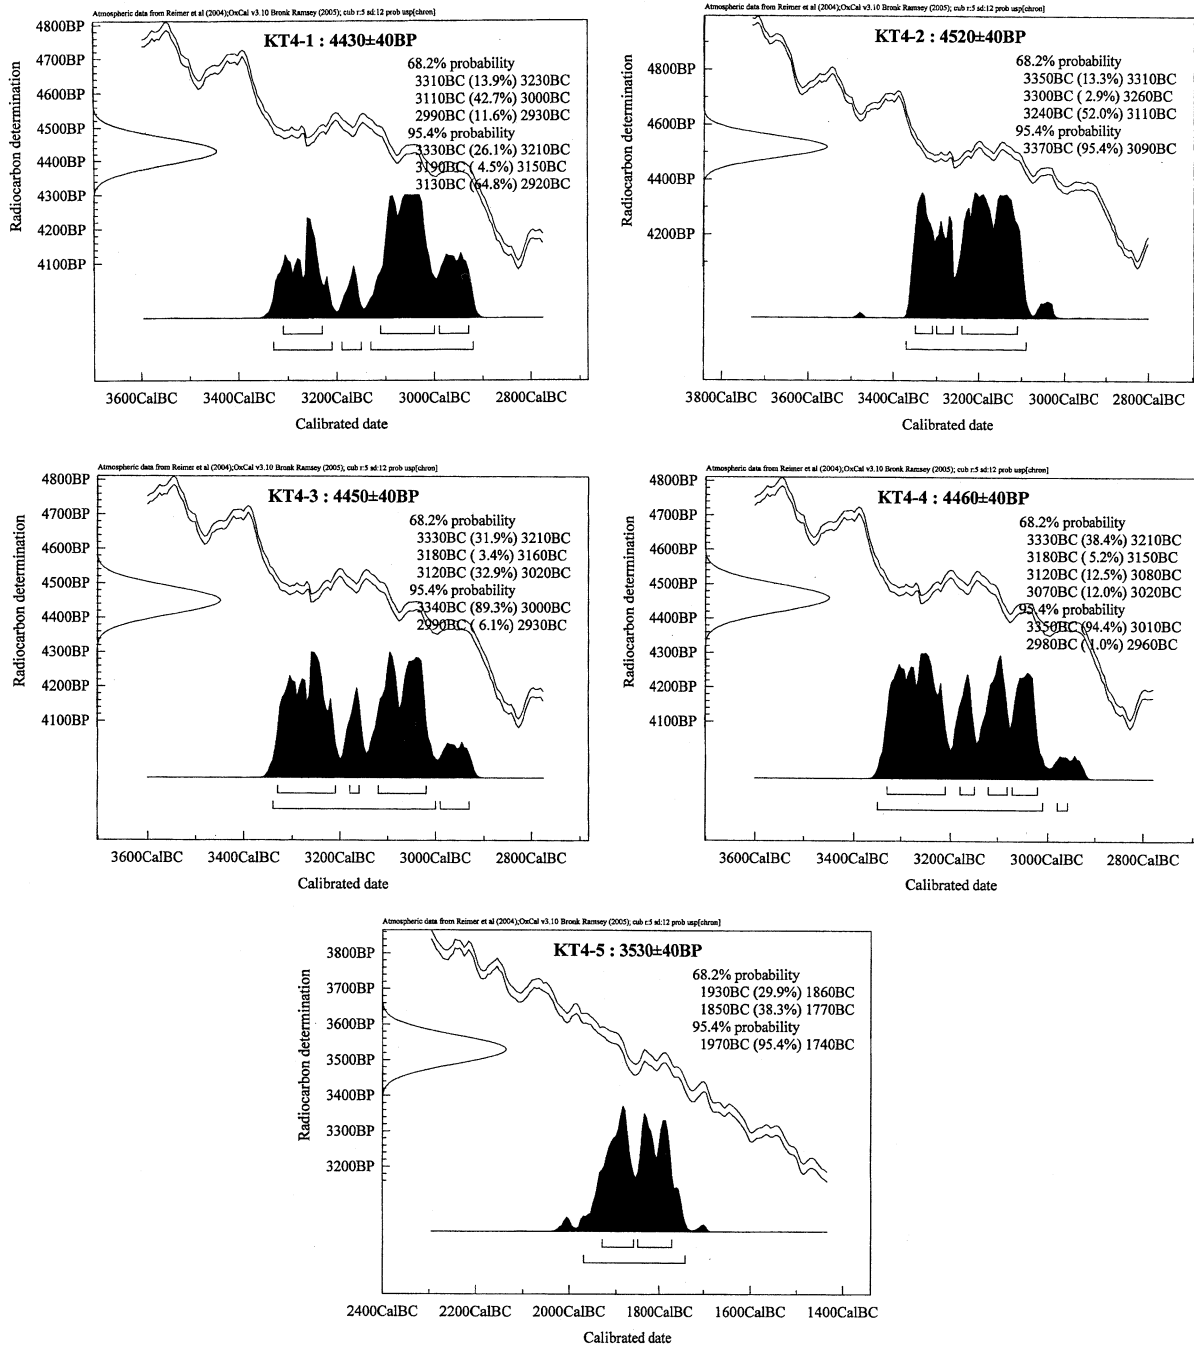 Atmospheric data from Reimer et al (2004);OxCal v3.10 Bronk Ramsey (2005); cub r:5 sd:12 prob usp[chron]
KT4-1 : 4430±40BP
68.2% probability
3310BC (13.9%) 3230BC
3110BC (42.7%) 3000BC
2990BC (11.6%) 2930BC
95.4% probability
3330BC (26.1%) 3210BC
3190BC ( 4.5%) 3150BC
3130BC (64.8%) 2920BC
Radiocarbon determination
4800BP
4700BP
4600BP
4500BP
4400BP
4300BP
4200BP
4100BP
3600CalBC 3400CalBC 3200CalBC 3000CalBC 2800CalBC
Calibrated date
Atmospheric data from Reimer et al (2004);OxCal v3.10 Bronk Ramsey (2005); cub r:5 sd:12 prob usp[chron]
KT4-2 : 4520±40BP
68.2% probability
3350BC (13.3%) 3310BC
3300BC ( 2.9%) 3260BC
3240BC (52.0%) 3110BC
95.4% probability
3370BC (95.4%) 3090BC
Radiocarbon determination
4800BP
4600BP
4400BP
4200BP
3800CalBC 3600CalBC 3400CalBC 3200CalBC 3000CalBC 2800CalBC
Calibrated date
Atmospheric data from Reimer et al (2004);OxCal v3.10 Bronk Ramsey (2005); cub r:5 sd:12 prob usp[chron]
KT4-3 : 4450±40BP
68.2% probability
3330BC (31.9%) 3210BC
3180BC ( 3.4%) 3160BC
3120BC (32.9%) 3020BC
95.4% probability
3340BC (89.3%) 3000BC
2990BC ( 6.1%) 2930BC
Radiocarbon determination
4800BP
4700BP
4600BP
4500BP
4400BP
4300BP
4200BP
4100BP
3600CalBC 3400CalBC 3200CalBC 3000CalBC 2800CalBC
Calibrated date
Atmospheric data from Reimer et al (2004);OxCal v3.10 Bronk Ramsey (2005); cub r:5 sd:12 prob usp[chron]
KT4-4 : 4460±40BP
68.2% probability
3330BC (38.4%) 3210BC
3180BC ( 5.2%) 3150BC
3120BC (12.5%) 3080BC
3070BC (12.0%) 3020BC
95.4% probability
3350BC (94.4%) 3010BC
2980BC ( 1.0%) 2960BC
Radiocarbon determination
4800BP
4700BP
4600BP
4500BP
4400BP
4300BP
4200BP
4100BP
3600CalBC 3400CalBC 3200CalBC 3000CalBC 2800CalBC
Calibrated date
Atmospheric data from Reimer et al (2004);OxCal v3.10 Bronk Ramsey (2005); cub r:5 sd:12 prob usp[chron]
KT4-5 : 3530±40BP
68.2% probability
1930BC (29.9%) 1860BC
1850BC (38.3%) 1770BC
95.4% probability
1970BC (95.4%) 1740BC
Radiocarbon determination
3800BP
3700BP
3600BP
3500BP
3400BP
3300BP
3200BP
2400CalBC 2200CalBC 2000CalBC 1800CalBC 1600CalBC 1400CalBC
Calibrated date